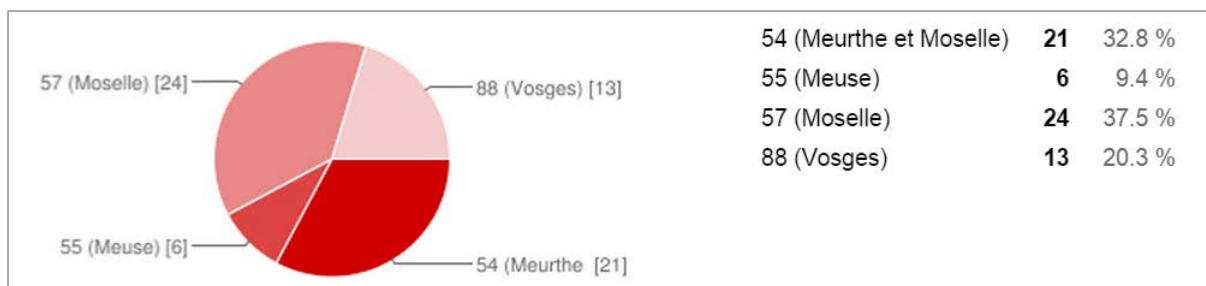 57 (Moselle) [24]
88 (Vosges) [13]
55 (Meuse) [6]
54 (Meurthe [21]
54 (Meurthe et Moselle) 21 32.8 %
55 (Meuse) 6 9.4 %
57 (Moselle) 24 37.5 %
88 (Vosges) 13 20.3 %